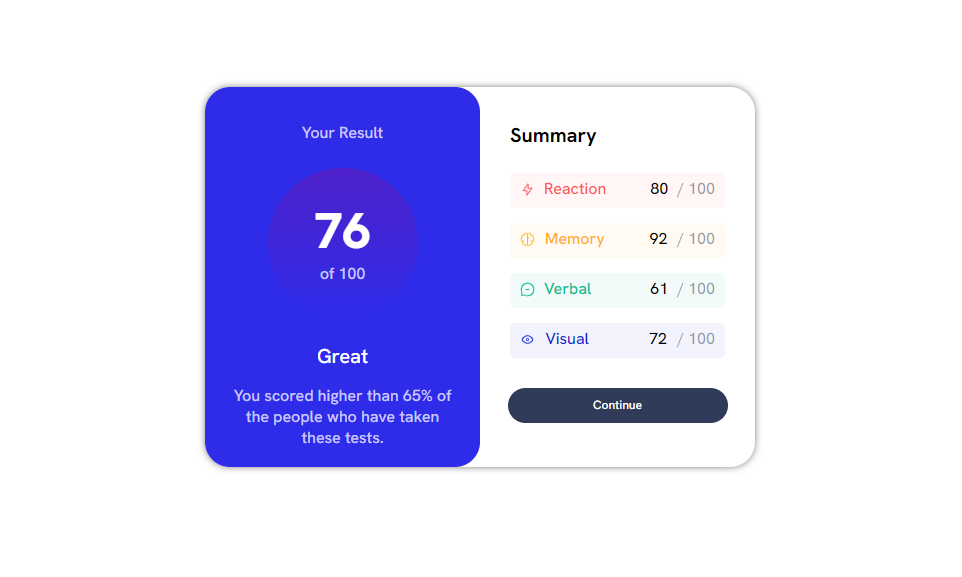 Your Result
76
of 100
Great
You scored higher than 65% of
the people who have taken
these tests.
Summary
Reaction 80 / 100
Memory 92 / 100
Verbal 61 / 100
Visual 72 / 100
Continue